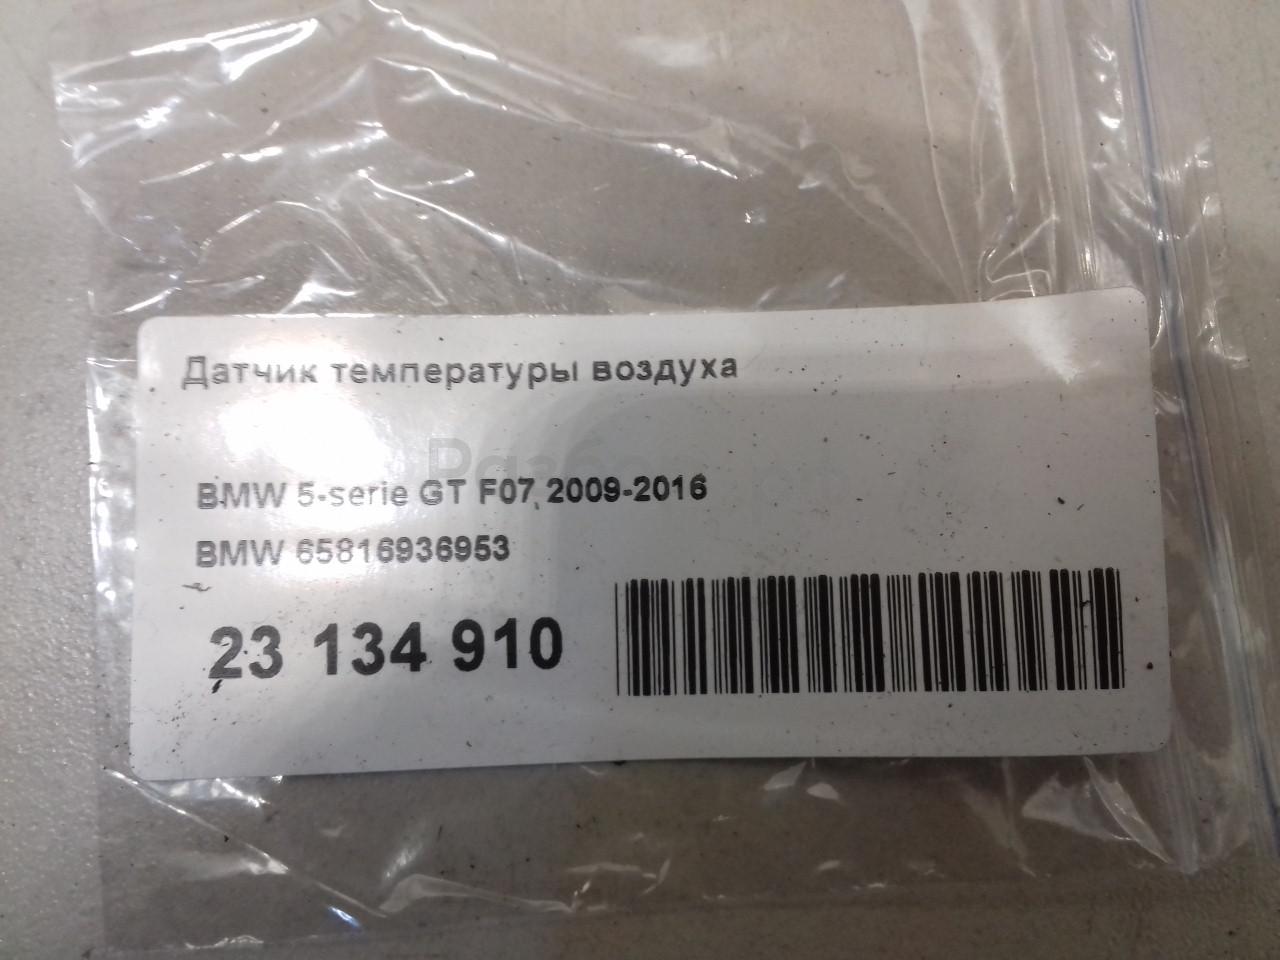 Датчик температуры воздуха
BMW 5-serie GT F07, 2009-2016
BMW 65816936953
23 134 910